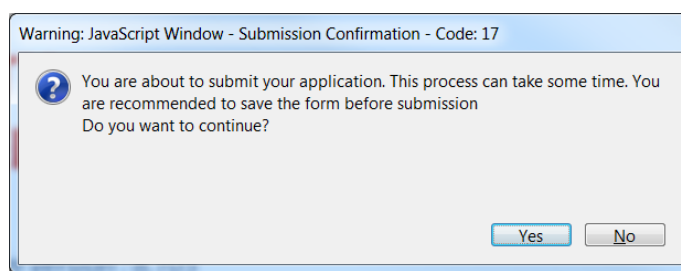 Warning: JavaScript Window - Submission Confirmation - Code: 17
You are about to submit your application. This process can take some time. You
are recommended to save the form before submission
Do you want to continue?
Yes
No